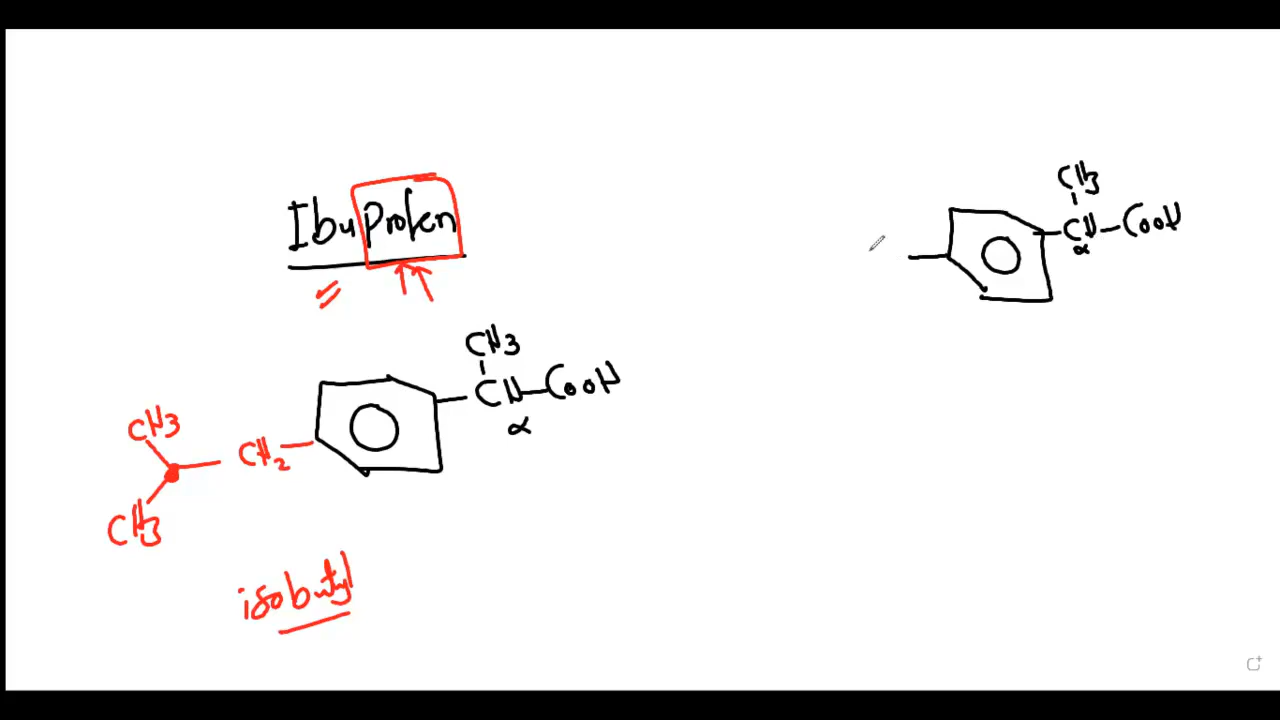 Ibuprofen
CH3
CH-COOH
α
CH3
CH2
CH3
isobutyl
CH3
CH-COOH
α